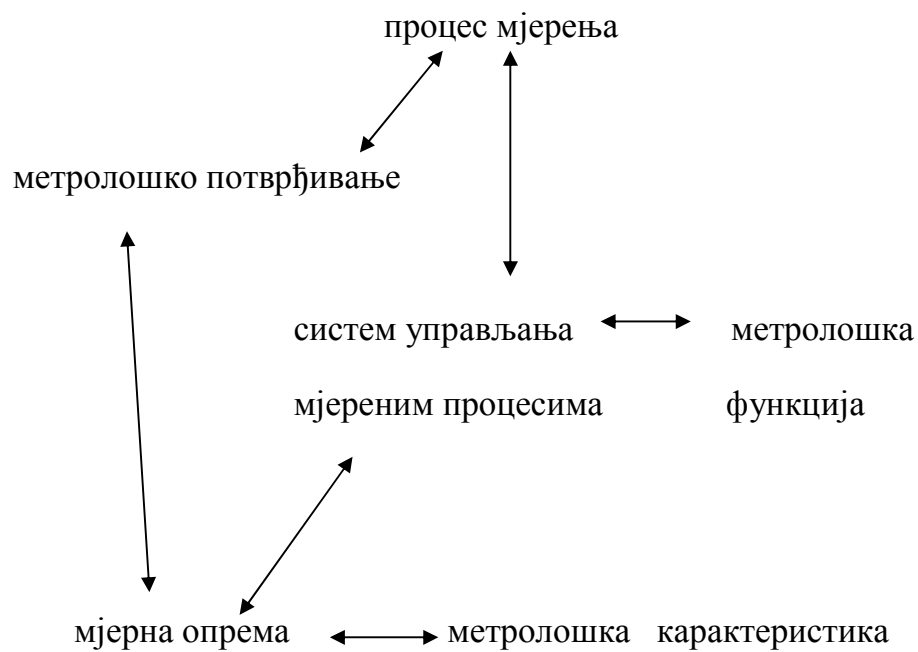 процес мјерења
метролошко потврђивање
систем управљања метролошка
мјереним процесима функција
мјерна опрема метролошка карактеристика